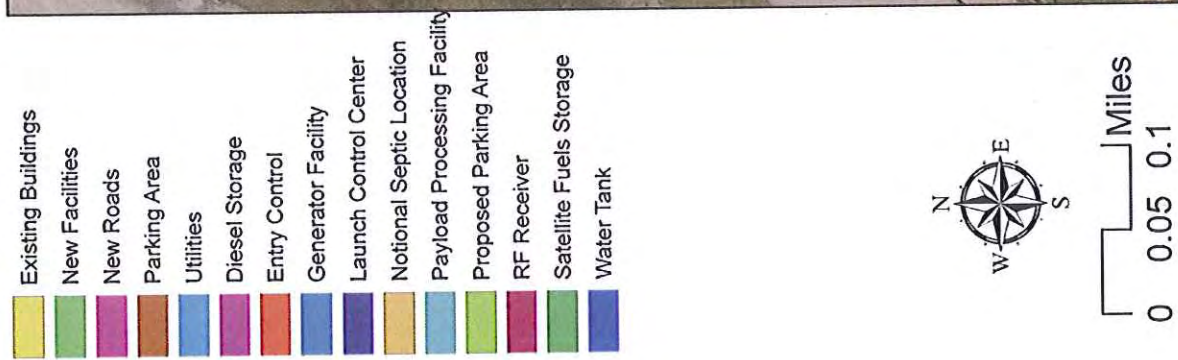 Existing Buildings
New Facilities
New Roads
Parking Area
Utilities
Diesel Storage
Entry Control
Generator Facility
Launch Control Center
Notional Septic Location
Payload Processing Facility
Proposed Parking Area
RF Receiver
Satellite Fuels Storage
Water Tank
N
W E
S
Miles
0 0.05 0.1